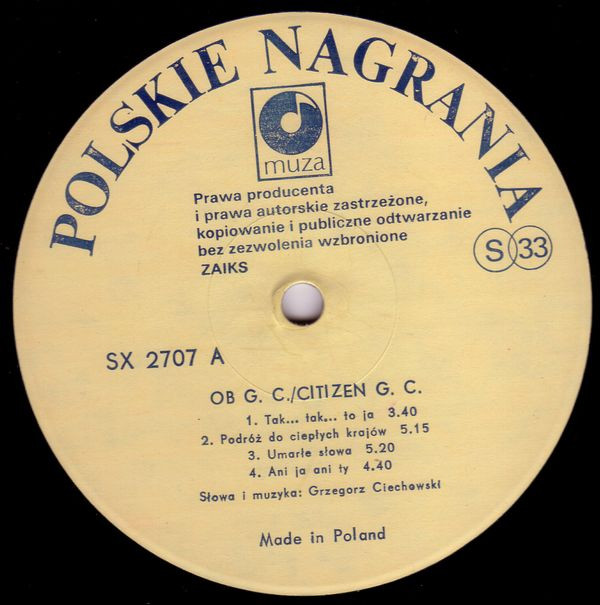 POLSKIE NAGRANIA
muza
Prawa producenta
i prawa autorskie zastrzeżone,
kopiowanie i publiczne odtwarzanie
bez zezwolenia wzbronione
ZAIKS
S 33
SX 2707 A
OB G. C./CITIZEN G. C.
1. Tak... tak... to ja 3.40
2. Podróż do ciepłych krajów 5.15
3. Umarłe słowa 5.20
4. Ani ja ani ty 4.40
Słowa i muzyka: Grzegorz Ciechowski
Made in Poland